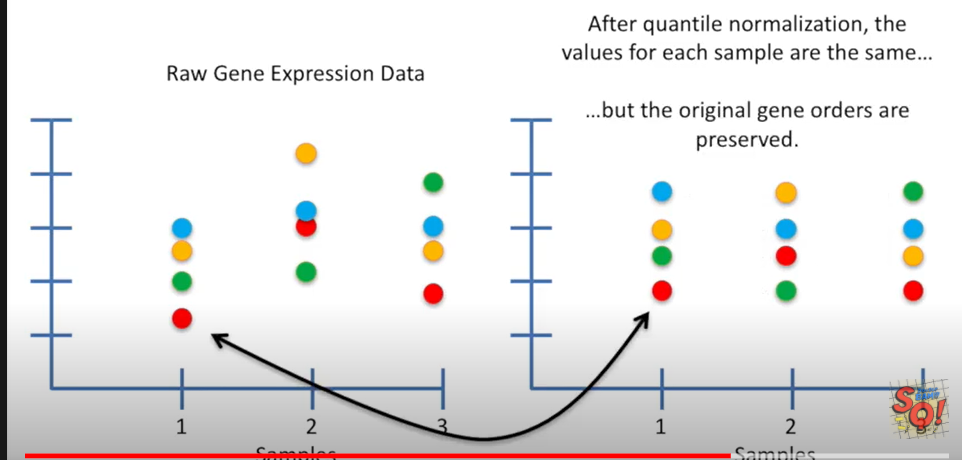 After quantile normalization, the
values for each sample are the same...
Raw Gene Expression Data
...but the original gene orders are
preserved.
1
2
3
Samples
1
2
3
Samples
SQ!